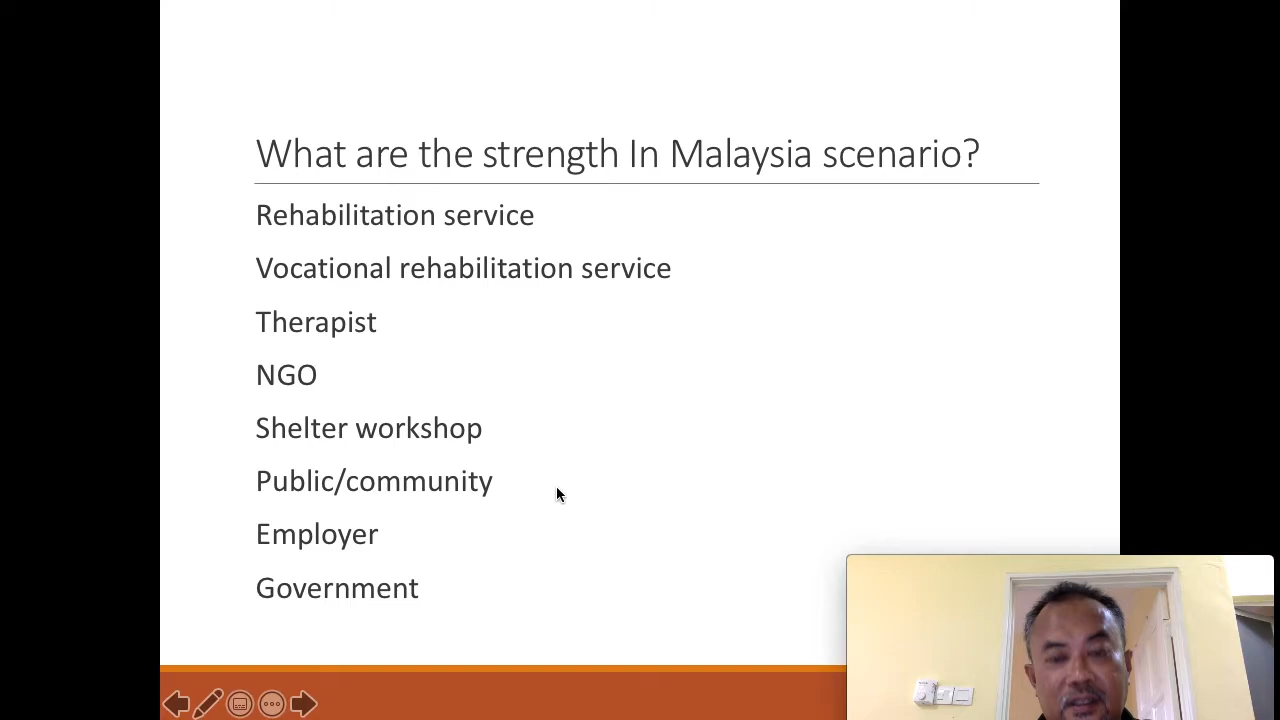 What are the strength In Malaysia scenario?
Rehabilitation service
Vocational rehabilitation service
Therapist
NGO
Shelter workshop
Public/community
Employer
Government